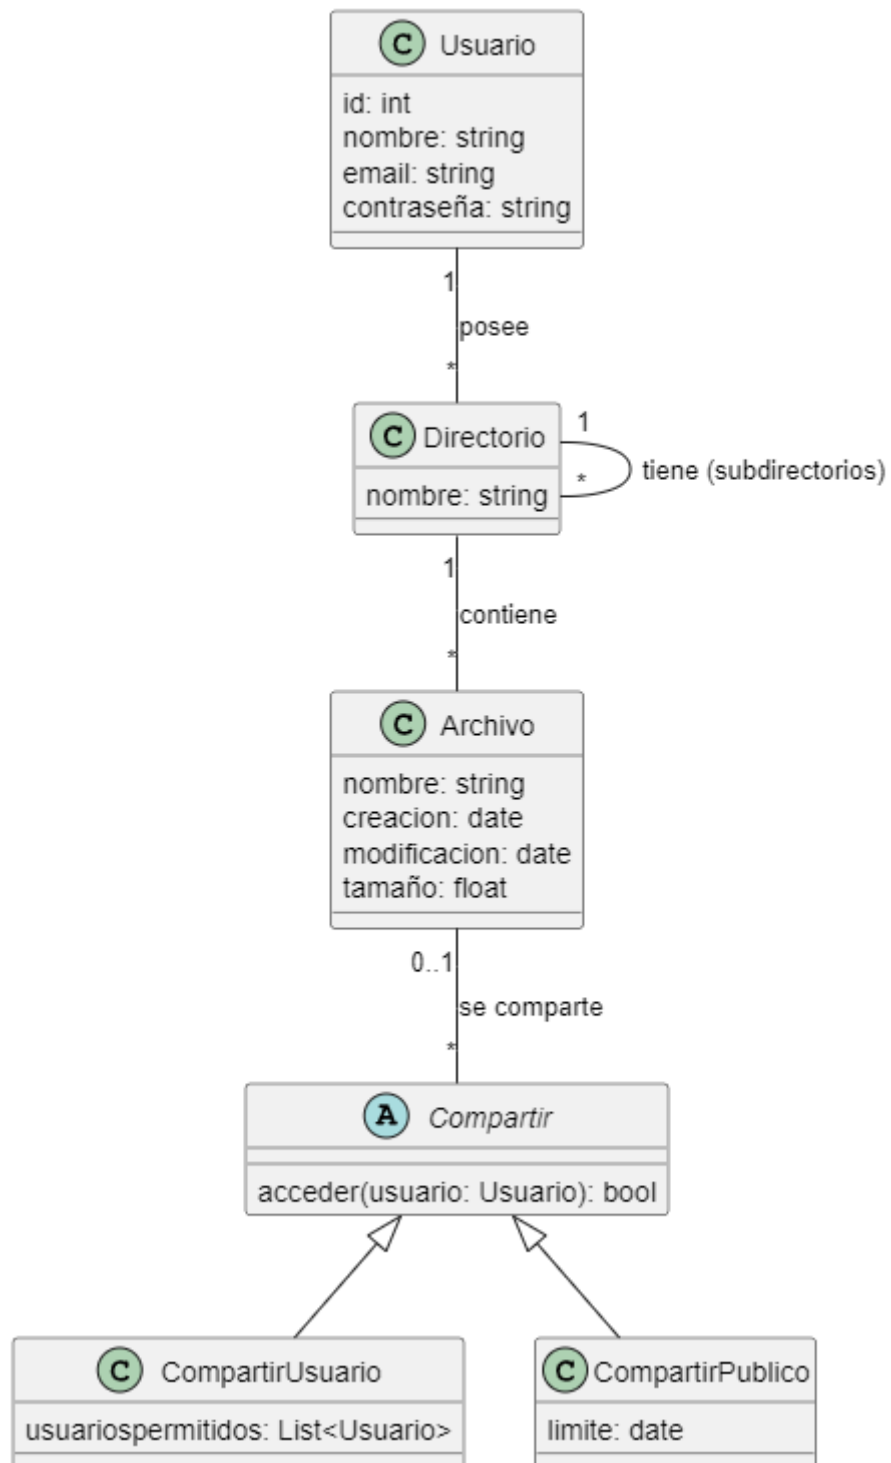 C Usuario
id: int
nombre: string
email: string
contraseña: string
1
posee
*
C Directorio
1
nombre: string
*
tiene (subdirectorios)
1
contiene
*
C Archivo
nombre: string
creacion: date
modificacion: date
tamaño: float
0..1
se comparte
*
A Compartir
acceder(usuario: Usuario): bool
C CompartirUsuario
usuariospermitidos: List<Usuario>
C CompartirPublico
limite: date